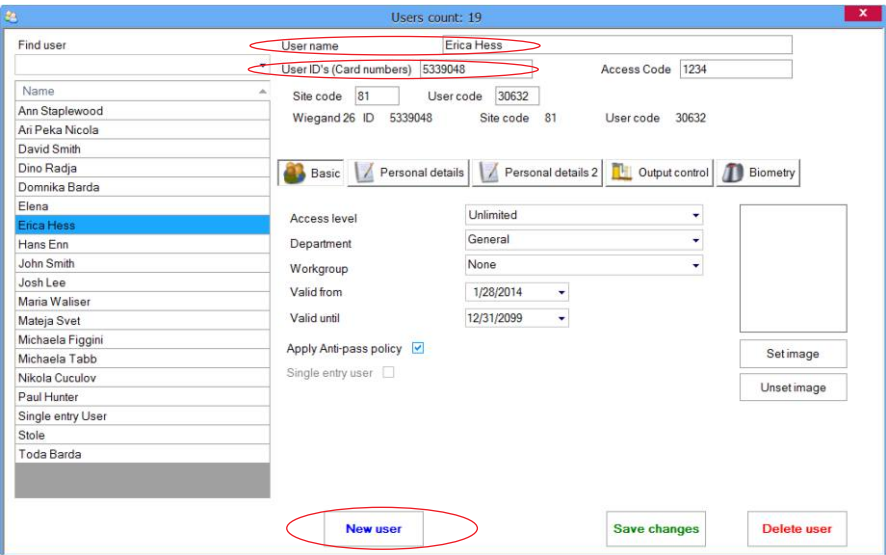 Users count: 19
x
Find user
User name Erica Hess
User ID's (Card numbers) 5339048 Access Code 1234
Site code 81 User code 30632
Wiegand 26 ID 5339048 Site code 81 User code 30632
Name
Ann Staplewood
Ari Peka Nicola
David Smith
Dino Radja
Domnika Barda
Elena
Erica Hess
Hans Enn
John Smith
Josh Lee
Maria Waliser
Mateja Svet
Michaela Figgini
Michaela Tabb
Nikola Cuculov
Paul Hunter
Single entry User
Stole
Toda Barda
Basic Personal details Personal details 2 Output control Biometry
Access level Unlimited
Department General
Workgroup None
Valid from 1/28/2014
Valid until 12/31/2099
Apply Anti-pass policy
Single entry user
Set image
Unset image
New user Save changes Delete user